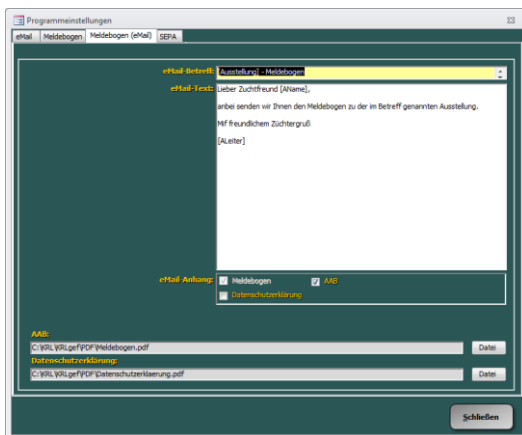 Programmeinstellungen
eMail Meldebogen Meldebogen (eMail) SEPA
eMail-Betreff: [Ausstellung] - Meldebogen
eMail-Text: Lieber Zuchtfreund [AName],
anbei senden wir Ihnen den Meldebogen zu der im Betreff genannten Ausstellung.
Mif freundlichem Züchtergruß
[ALeiter]
eMail-Anhang: Meldebogen AAB
Datenschutzerklärung
AAB:
C:\KRL\KRLgef\PDF\Meldebogen.pdf Datei
Datenschutzerklärung:
C:\KRL\KRLgef\PDF\Datenschutzerklaerung.pdf Datei
Schließen